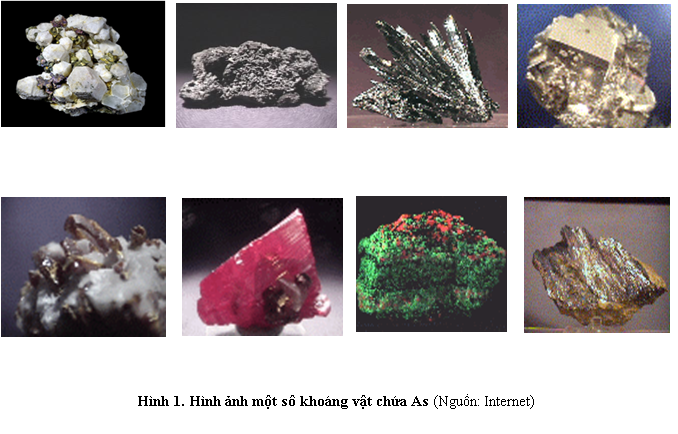 Hình 1. Hình ảnh một số khoáng vật chứa As (Nguồn: Internet)